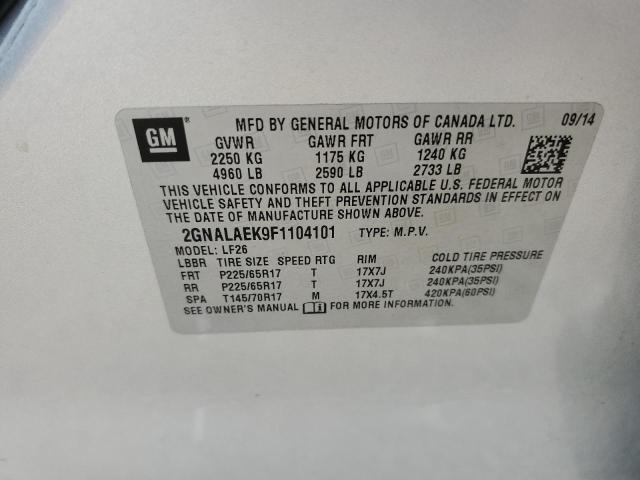 GM ®
MFD BY GENERAL MOTORS OF CANADA LTD. 09/14
GVWR GAWR FRT GAWR RR
2250 KG 1175 KG 1240 KG
4960 LB 2590 LB 2733 LB
THIS VEHICLE CONFORMS TO ALL APPLICABLE U.S. FEDERAL MOTOR
VEHICLE SAFETY AND THEFT PREVENTION STANDARDS IN EFFECT ON
THE DATE OF MANUFACTURE SHOWN ABOVE.
2GNALAEK9F1104101 TYPE: M.P.V.
MODEL: LF26
LBBR TIRE SIZE SPEED RTG RIM COLD TIRE PRESSURE
FRT P225/65R17 T 17X7J 240KPA(35PSI)
RR P225/65R17 T 17X7J 240KPA(35PSI)
SPA T145/70R17 M 17X4.5T 420KPA(60PSI)
SEE OWNER'S MANUAL FOR MORE INFORMATION.